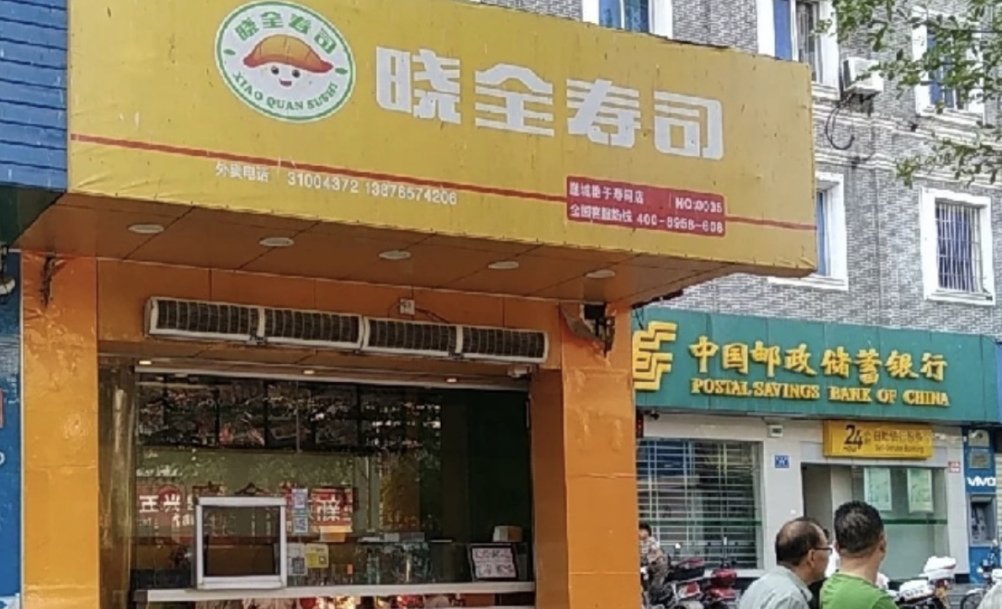 晓全寿司
XIAO QUAN SUSHI
晓全寿司
外卖电话 31004372 13876574206
NO:0035
全国客服热线 400-8958-608
中国邮政储蓄银行
POSTAL SAVINGS BANK OF CHINA
24
vivo